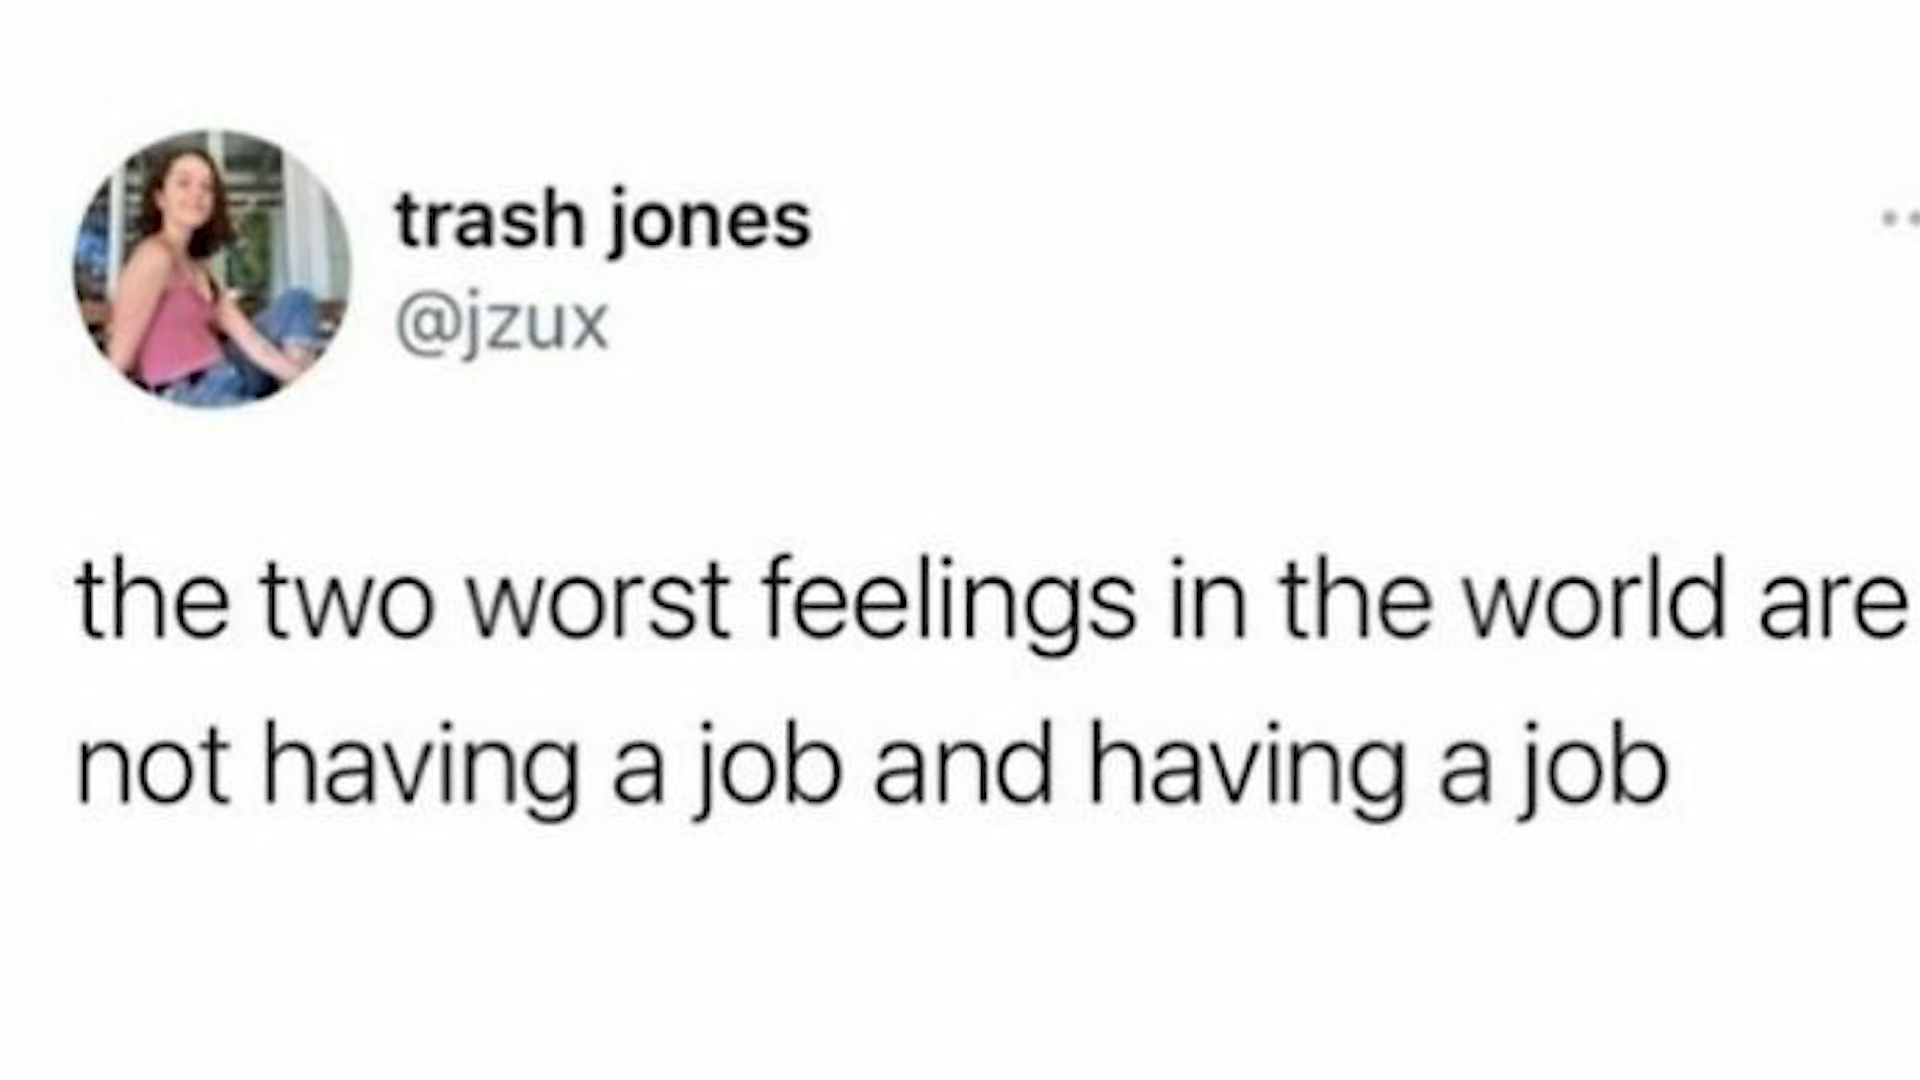 trash jones
@jzux
the two worst feelings in the world are
not having a job and having a job